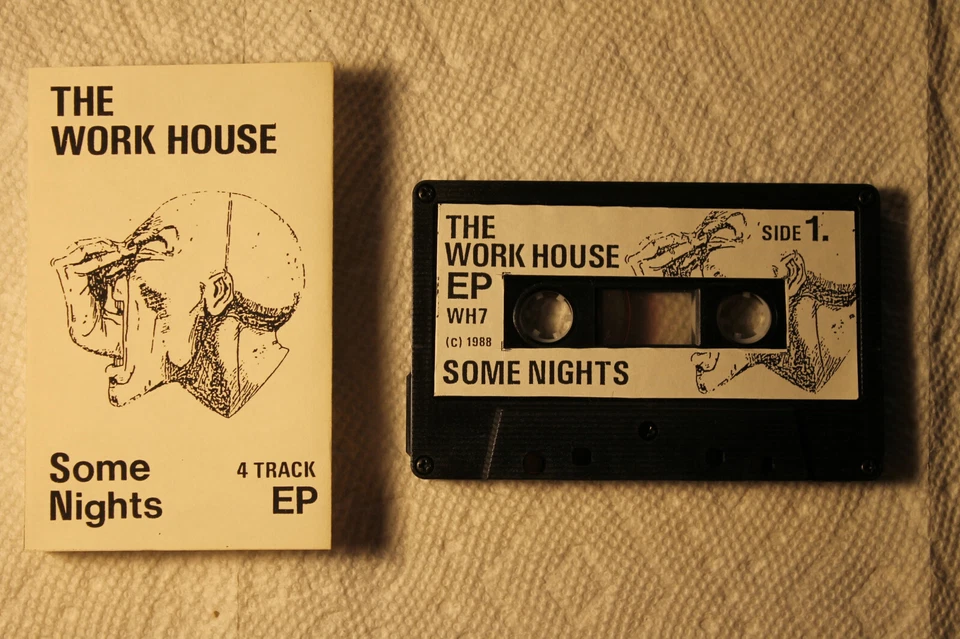 THE
WORK HOUSE
Some
Nights
4 TRACK
EP
THE
WORK HOUSE
EP
WH7
(C) 1988
SOME NIGHTS
SIDE 1.